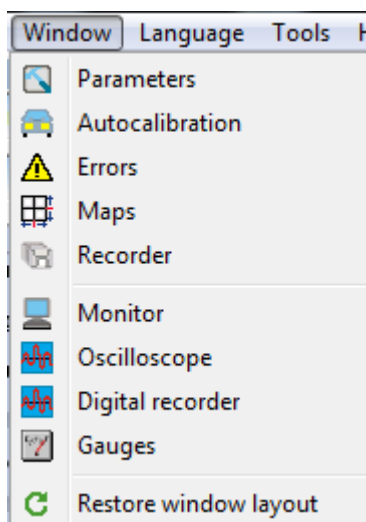 Window Language Tools
Parameters
Autocalibration
Errors
Maps
Recorder
Monitor
Oscilloscope
Digital recorder
Gauges
Restore window layout